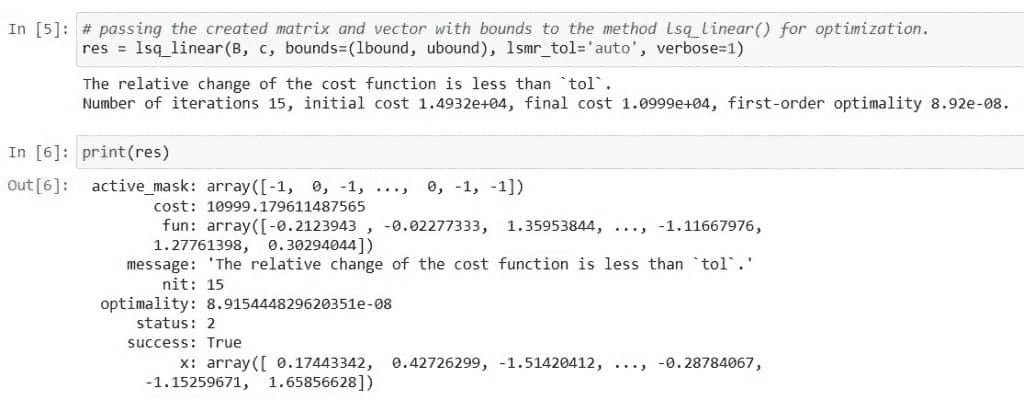 In [5]: # passing the created matrix and vector with bounds to the method lsq_linear() for optimization.
res = lsq_linear(B, c, bounds=(lbound, ubound), lsmr_tol='auto', verbose=1)
The relative change of the cost function is less than `tol`.
Number of iterations 15, initial cost 1.4932e+04, final cost 1.0999e+04, first-order optimality 8.92e-08.
In [6]: print(res)
Out[6]: active_mask: array([-1, 0, -1, ..., 0, -1, -1])
cost: 10999.179611487565
fun: array([-0.2123943 , -0.02277333, 1.35953844, ..., -1.11667976,
1.27761398, 0.30294044])
message: 'The relative change of the cost function is less than `tol`.'
nit: 15
optimality: 8.915444829620351e-08
status: 2
success: True
x: array([ 0.17443342, 0.42726299, -1.51420412, ..., -0.28784067,
-1.15259671, 1.65856628])